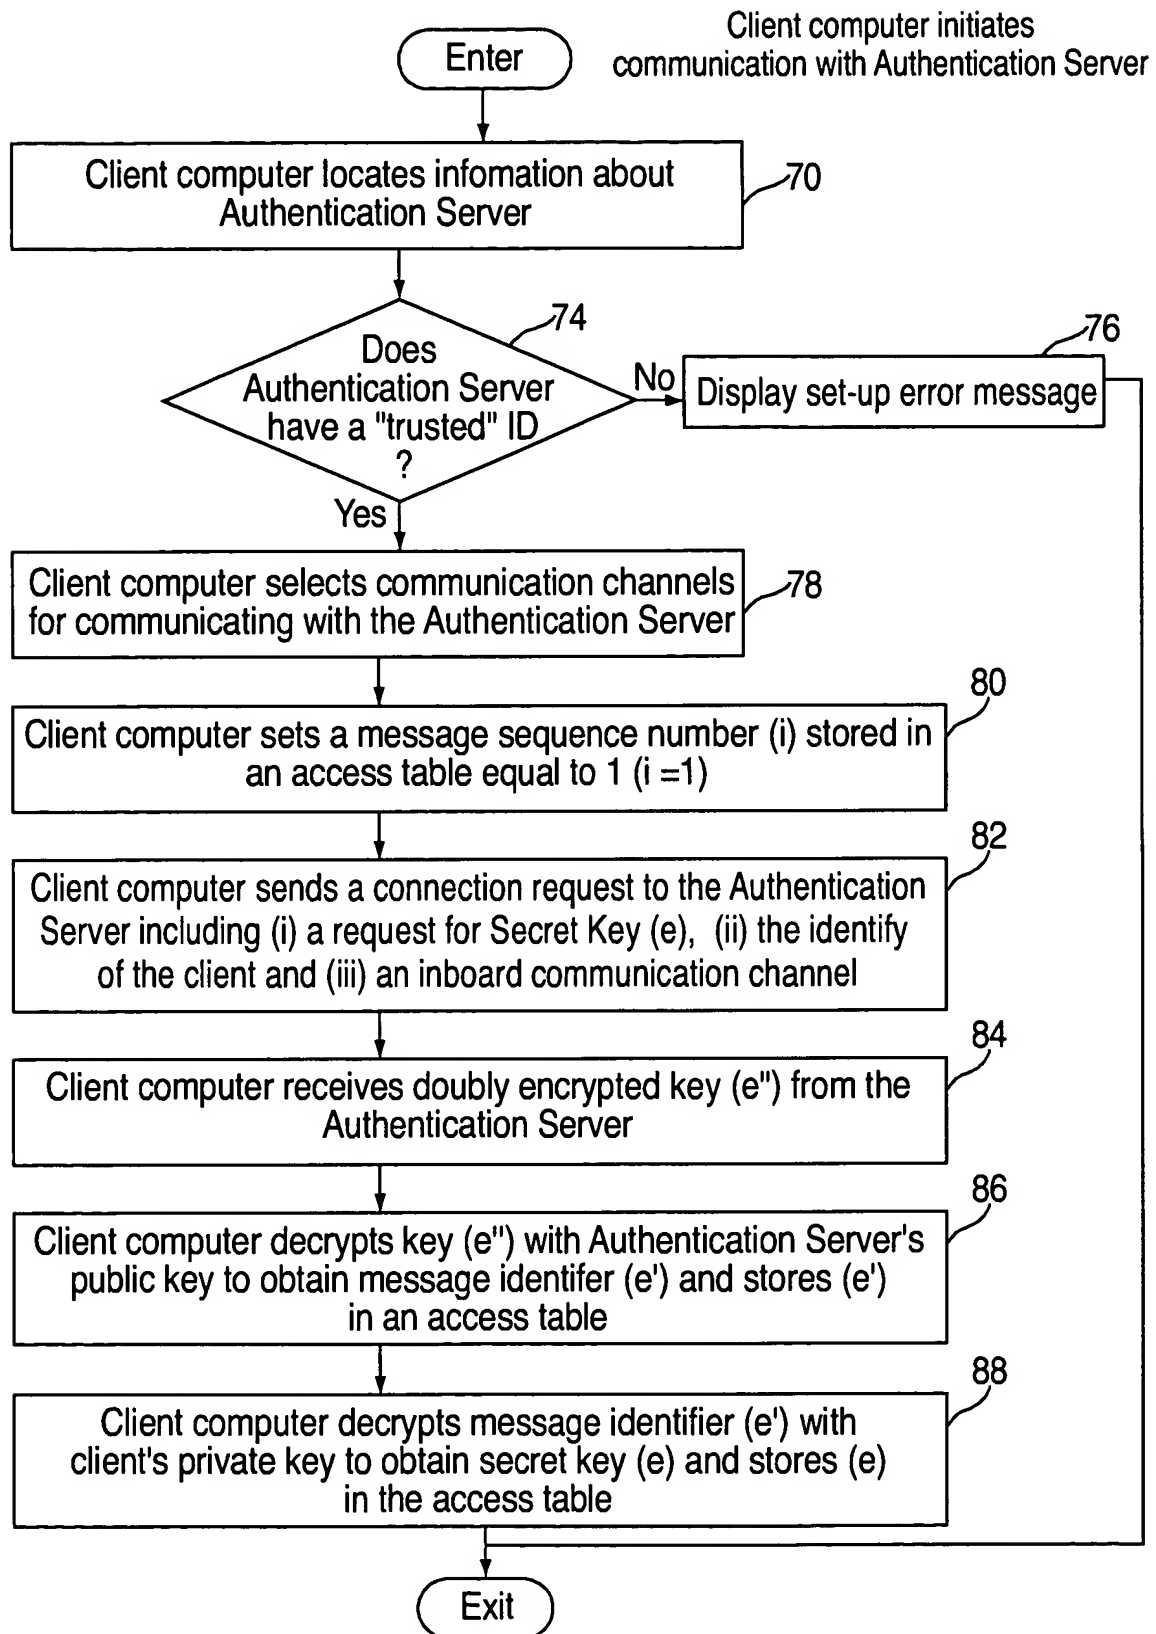 Client computer initiates
communication with Authentication Server
Enter
Client computer locates infomation about
Authentication Server
70
Does
Authentication Server
have a "trusted" ID
?
74
No
76
Display set-up error message
Yes
Client computer selects communication channels
for communicating with the Authentication Server
78
80
Client computer sets a message sequence number (i) stored in
an access table equal to 1 (i =1)
82
Client computer sends a connection request to the Authentication
Server including (i) a request for Secret Key (e), (ii) the identify
of the client and (iii) an inboard communication channel
84
Client computer receives doubly encrypted key (e'') from the
Authentication Server
86
Client computer decrypts key (e'') with Authentication Server's
public key to obtain message identifer (e') and stores (e')
in an access table
88
Client computer decrypts message identifier (e') with
client's private key to obtain secret key (e) and stores (e)
in the access table
Exit